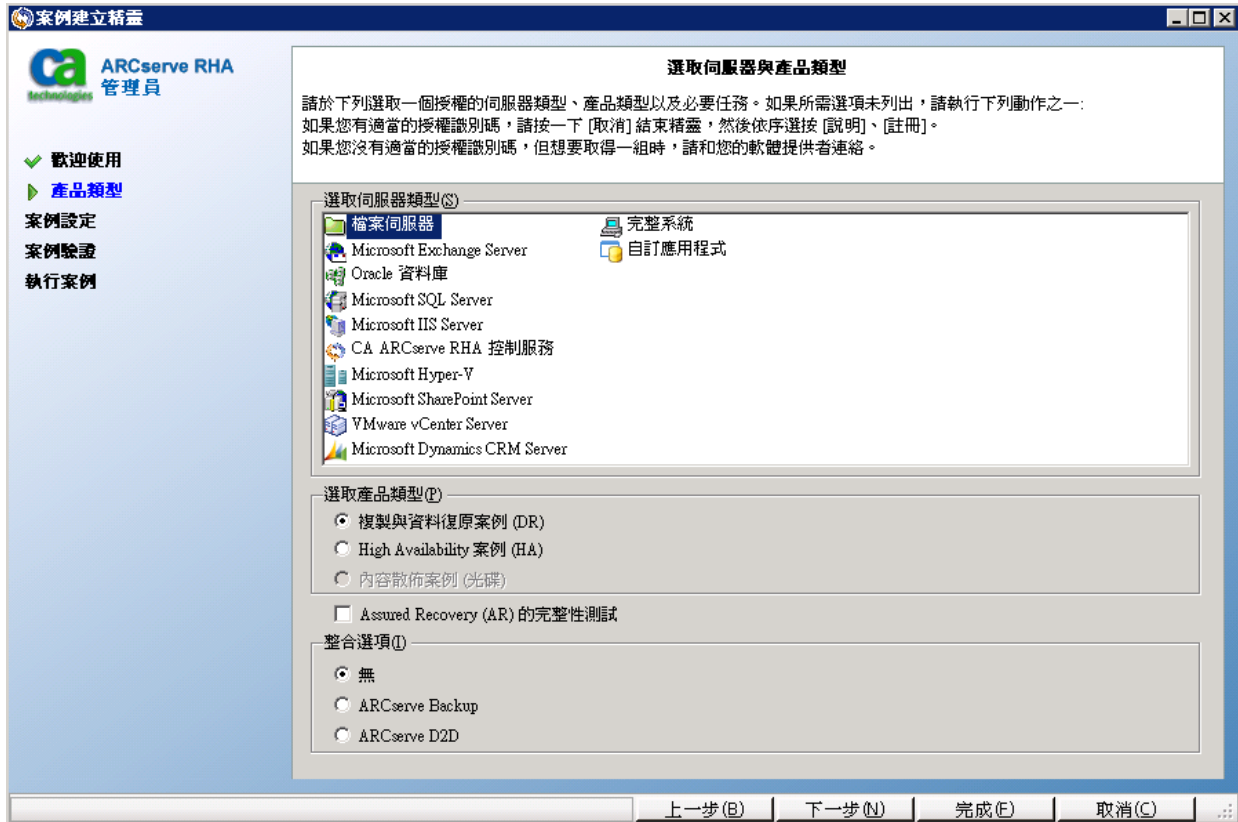 案例建立精靈
ca
technologies
ARCserve RHA
管理員
歡迎使用
產品類型
案例設定
案例驗證
執行案例
選取伺服器與產品類型
請於下列選取一個授權的伺服器類型、產品類型以及必要任務。如果所需選項未列出，請執行下列動作之一:
如果您有適當的授權識別碼，請按一下 [取消] 結束精靈，然後依序選按 [說明]、[註冊]。
如果您沒有適當的授權識別碼，但想要取得一組時，請和您的軟體提供者連絡。
選取伺服器類型(S)
檔案伺服器
Microsoft Exchange Server
Oracle 資料庫
Microsoft SQL Server
Microsoft IIS Server
CA ARCserve RHA 控制服務
Microsoft Hyper-V
Microsoft SharePoint Server
VMware vCenter Server
Microsoft Dynamics CRM Server
完整系統
自訂應用程式
選取產品類型(P)
複製與資料復原案例 (DR)
High Availability 案例 (HA)
內容散佈案例 (光碟)
Assured Recovery (AR) 的完整性測試
整合選項(I)
無
ARCserve Backup
ARCserve D2D
上一步(B)
下一步(N)
完成(F)
取消(C)